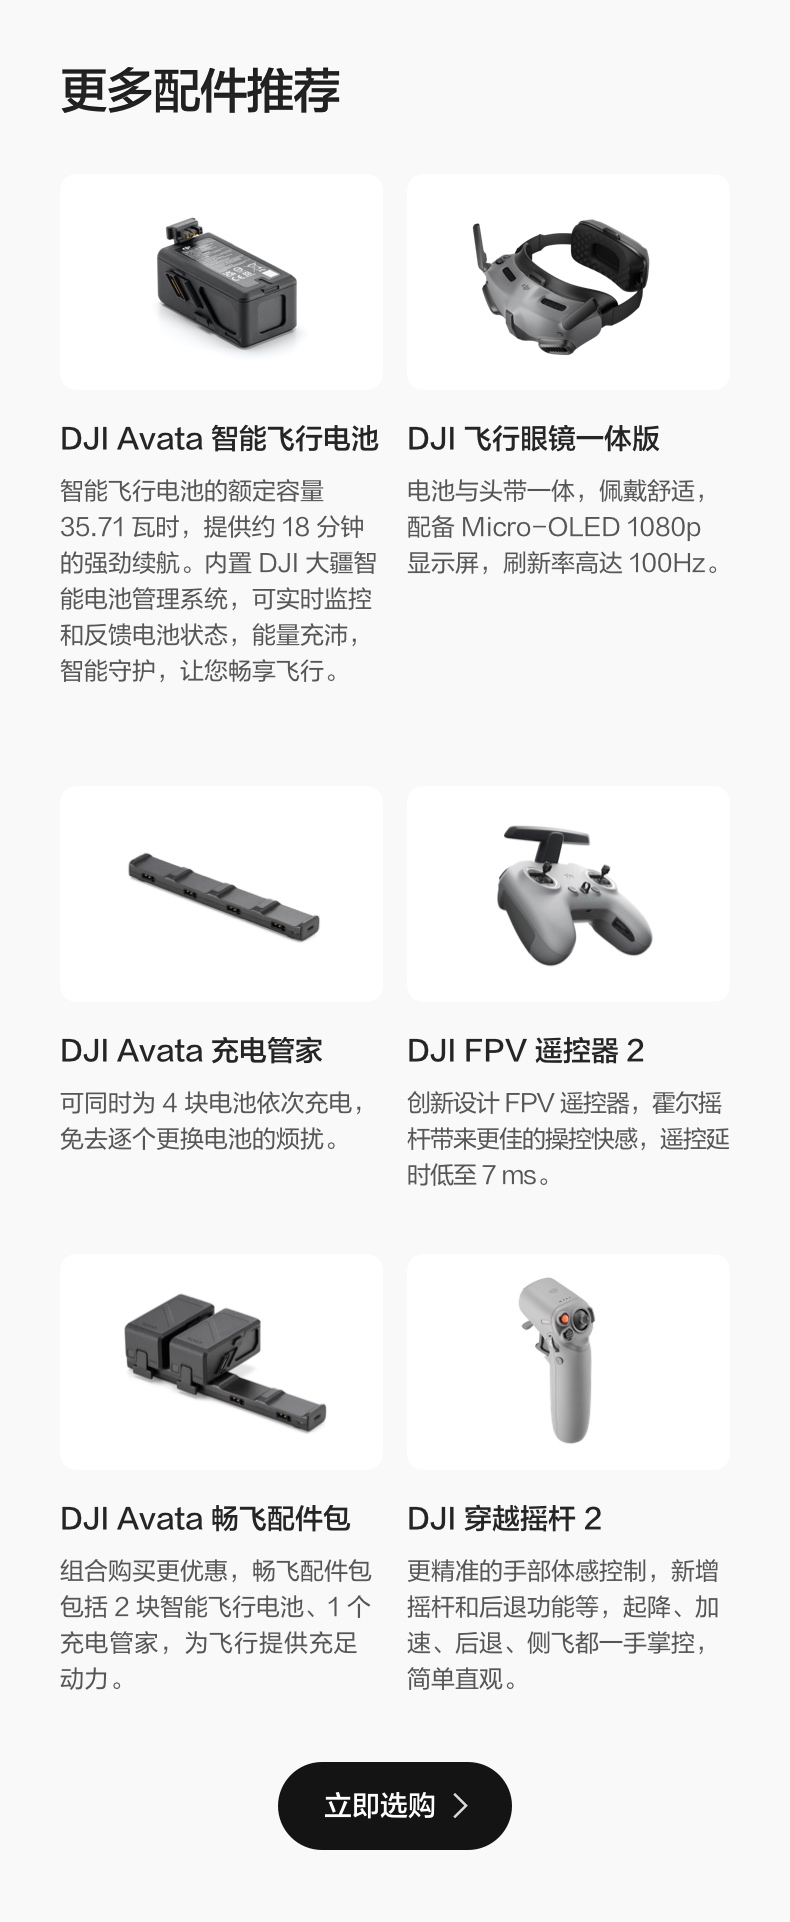 更多配件推荐
DJI Avata 智能飞行电池
智能飞行电池的额定容量
35.71 瓦时，提供约 18 分钟
的强劲续航。内置 DJI 大疆智
能电池管理系统，可实时监控
和反馈电池状态，能量充沛，
智能守护，让您畅享飞行。
DJI 飞行眼镜一体版
电池与头带一体，佩戴舒适，
配备 Micro-OLED 1080p
显示屏，刷新率高达 100Hz。
DJI Avata 充电管家
可同时为 4 块电池依次充电，
免去逐个更换电池的烦扰。
DJI FPV 遥控器 2
创新设计 FPV 遥控器，霍尔摇
杆带来更佳的操控快感，遥控延
时低至 7 ms。
DJI Avata 畅飞配件包
组合购买更优惠，畅飞配件包
包括 2 块智能飞行电池、1 个
充电管家，为飞行提供充足
动力。
DJI 穿越摇杆 2
更精准的手部体感控制，新增
摇杆和后退功能等，起降、加
速、后退、侧飞都一手掌控，
简单直观。
立即选购